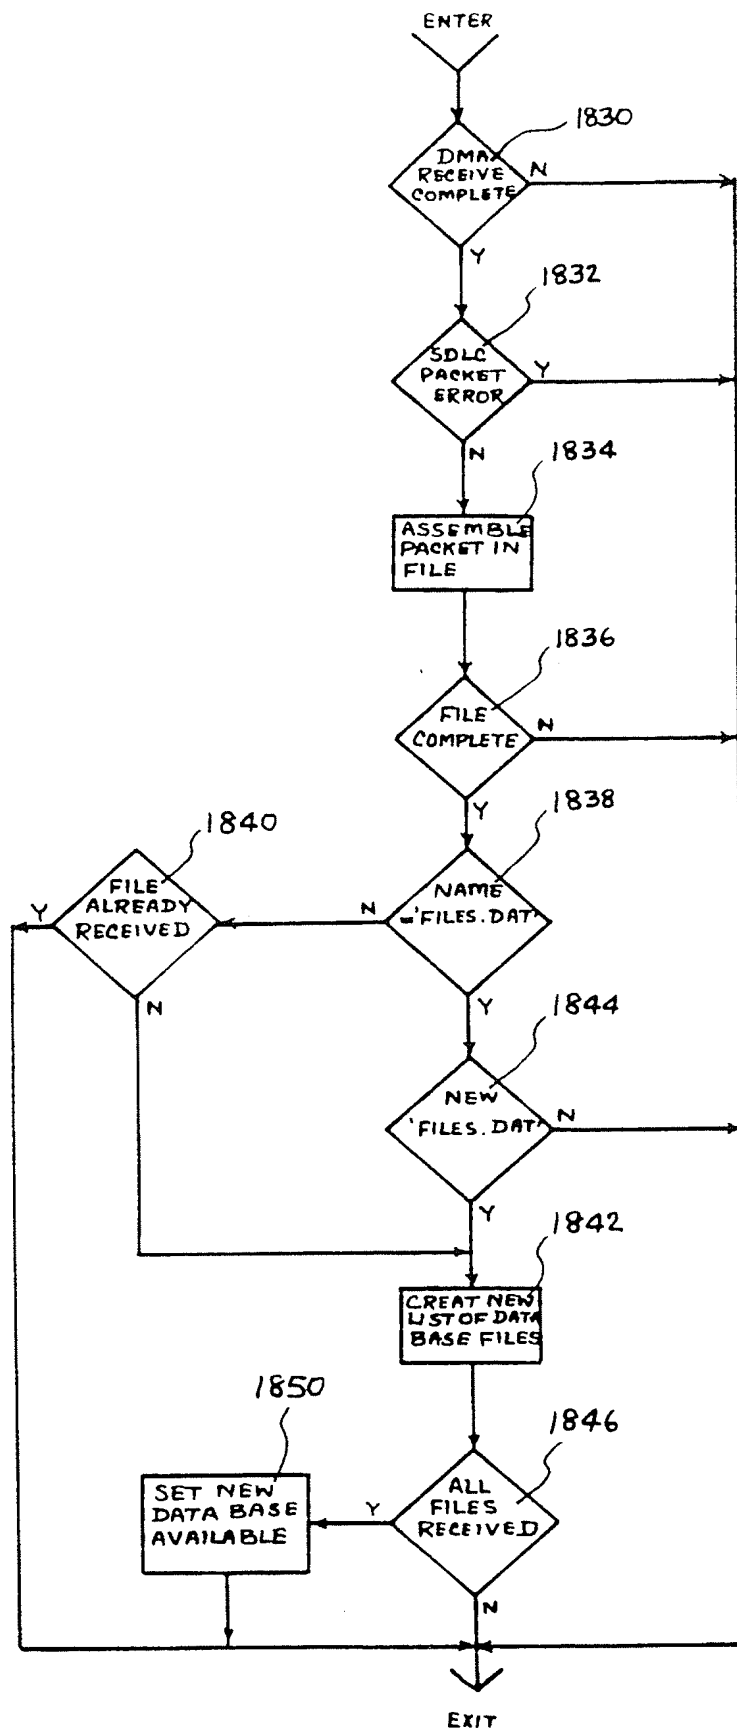 ENTER
1830
DMA
RECEIVE
COMPLETE
N
Y
1832
SDLC
PACKET
ERROR
Y
N
1834
ASSEMBLE
PACKET IN
FILE
1836
FILE
COMPLETE
N
Y
1838
NAME
='FILES.DAT'
N
Y
1840
FILE
ALREADY
RECEIVED
Y
N
1844
NEW
'FILES.DAT'
N
Y
1842
CREAT NEW
LIST OF DATA
BASE FILES
1846
ALL
FILES
RECEIVED
Y
N
1850
SET NEW
DATA BASE
AVAILABLE
EXIT